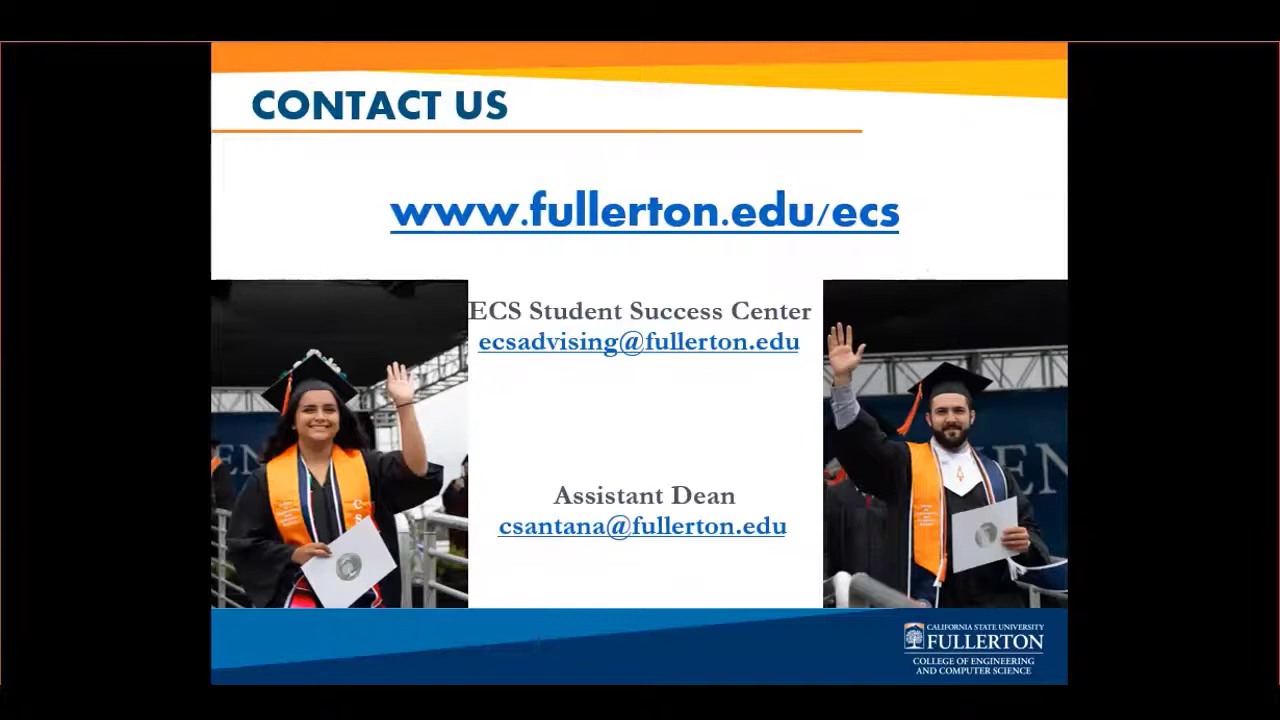 CONTACT US
www.fullerton.edu/ecs
ECS Student Success Center
ecsadvising@fullerton.edu
Assistant Dean
csantana@fullerton.edu
CALIFORNIA STATE UNIVERSITY
FULLERTON
COLLEGE OF ENGINEERING
AND COMPUTER SCIENCE